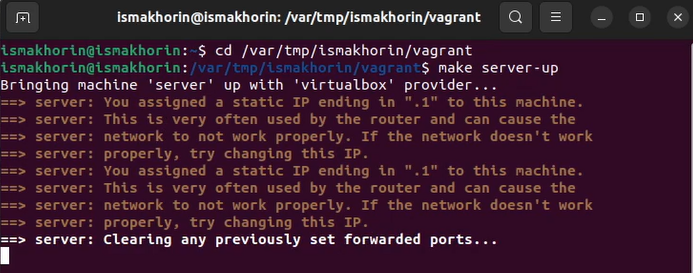 ismakhorin@ismakhorin: /var/tmp/ismakhorin/vagrant
ismakhorin@ismakhorin:~$ cd /var/tmp/ismakhorin/vagrant
ismakhorin@ismakhorin:/var/tmp/ismakhorin/vagrant$ make server-up
Bringing machine 'server' up with 'virtualbox' provider...
==> server: You assigned a static IP ending in ".1" to this machine.
==> server: This is very often used by the router and can cause the
==> server: network to not work properly. If the network doesn't work
==> server: properly, try changing this IP.
==> server: You assigned a static IP ending in ".1" to this machine.
==> server: This is very often used by the router and can cause the
==> server: network to not work properly. If the network doesn't work
==> server: properly, try changing this IP.
==> server: Clearing any previously set forwarded ports...